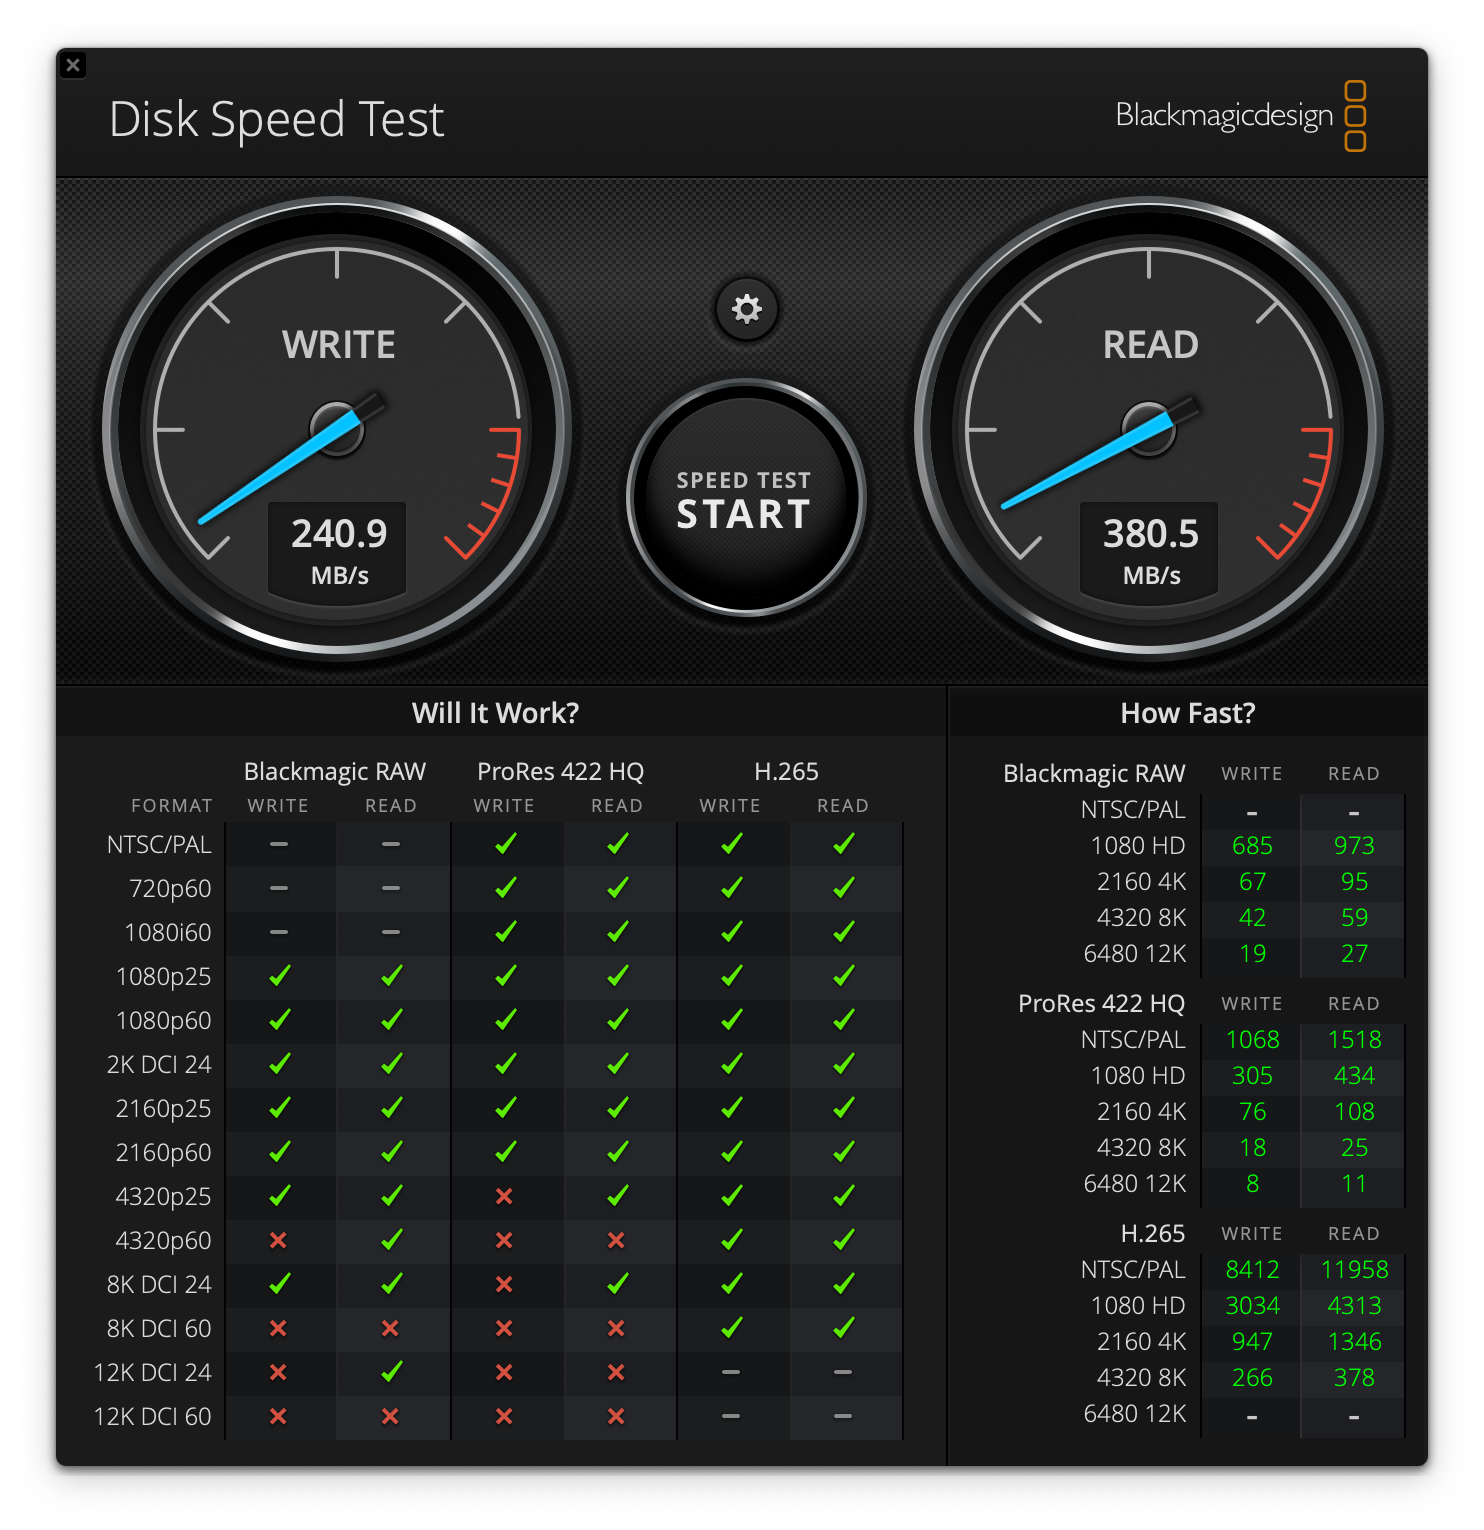 Disk Speed Test
Blackmagicdesign
WRITE
240.9
MB/s
SPEED TEST
START
READ
380.5
MB/s
Will It Work?
Blackmagic RAW ProRes 422 HQ H.265
FORMAT WRITE READ WRITE READ WRITE READ
NTSC/PAL – – ✓ ✓ ✓ ✓
720p60 – – ✓ ✓ ✓ ✓
1080i60 – – ✓ ✓ ✓ ✓
1080p25 ✓ ✓ ✓ ✓ ✓ ✓
1080p60 ✓ ✓ ✓ ✓ ✓ ✓
2K DCI 24 ✓ ✓ ✓ ✓ ✓ ✓
2160p25 ✓ ✓ ✓ ✓ ✓ ✓
2160p60 ✓ ✓ ✓ ✓ ✓ ✓
4320p25 ✓ ✓ ✗ ✓ ✓ ✓
4320p60 ✗ ✓ ✗ ✗ ✓ ✓
8K DCI 24 ✓ ✓ ✗ ✓ ✓ ✓
8K DCI 60 ✗ ✗ ✗ ✗ ✓ ✓
12K DCI 24 ✗ ✓ ✗ ✗ – –
12K DCI 60 ✗ ✗ ✗ ✗ – –
How Fast?
Blackmagic RAW WRITE READ
NTSC/PAL - -
1080 HD 685 973
2160 4K 67 95
4320 8K 42 59
6480 12K 19 27
ProRes 422 HQ WRITE READ
NTSC/PAL 1068 1518
1080 HD 305 434
2160 4K 76 108
4320 8K 18 25
6480 12K 8 11
H.265 WRITE READ
NTSC/PAL 8412 11958
1080 HD 3034 4313
2160 4K 947 1346
4320 8K 266 378
6480 12K - -